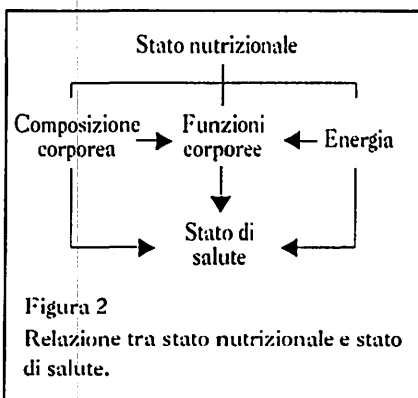 Stato nutrizionale
Composizione
corporea
Funzioni
corporee
Energia
Stato di
salute
Figura 2
Relazione tra stato nutrizionale e stato
di salute.